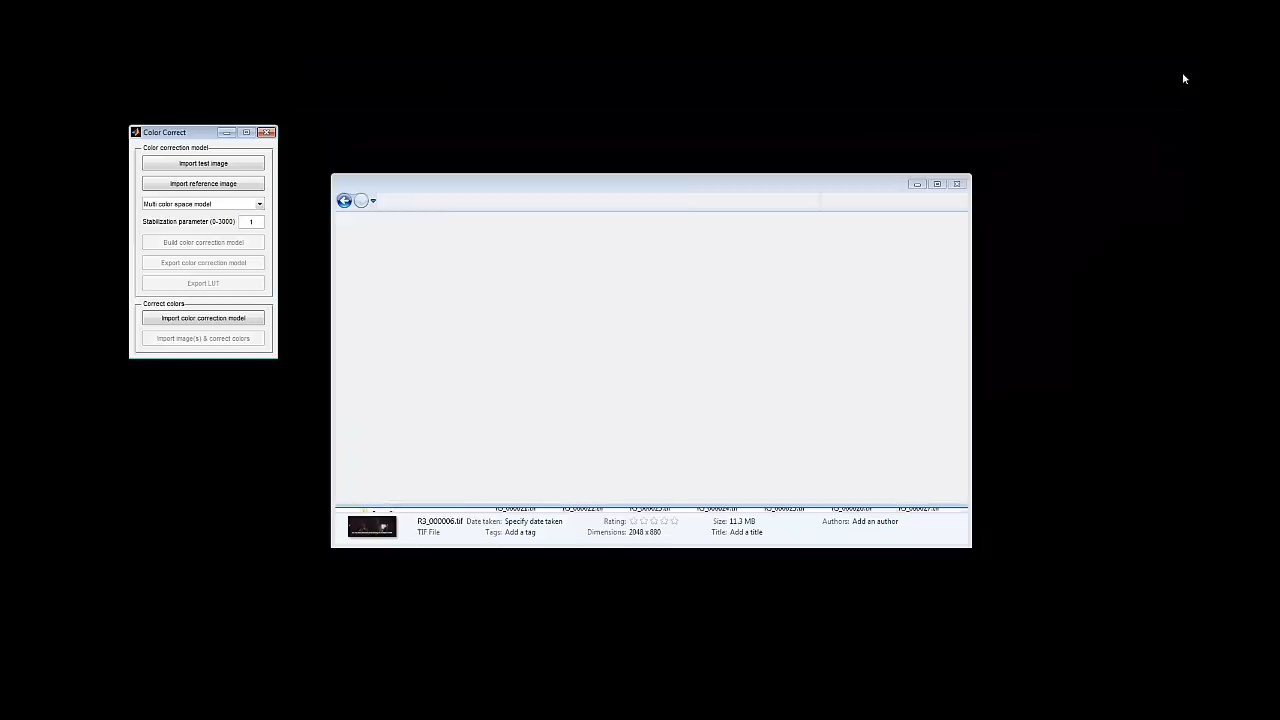 Color Correct
Color correction model
Import test image
Import reference image
Multi color space model
Stabilization parameter (0-3000) 1
Build color correction model
Export color correction model
Export LUT
Correct colors
Import color correction model
Import image(s) & correct colors
R3_000006.tif Date taken: Specify date taken Rating: Size: 11.3 MB Authors: Add an author
TIF File Tags: Add a tag Dimensions: 2048 x 880 Title: Add a title